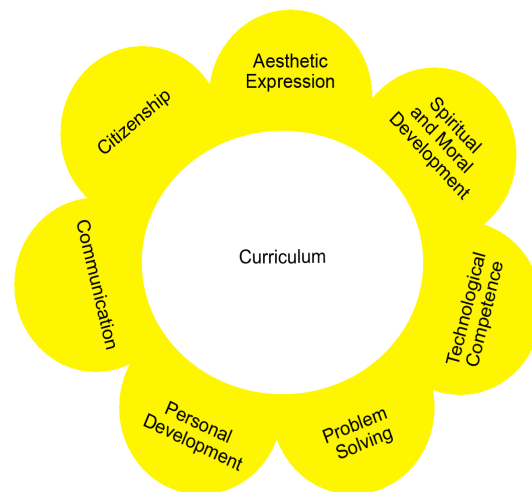 Aesthetic
Expression
Spiritual
and Moral
Development
Technological
Competence
Problem
Solving
Personal
Development
Communication
Citizenship
Curriculum